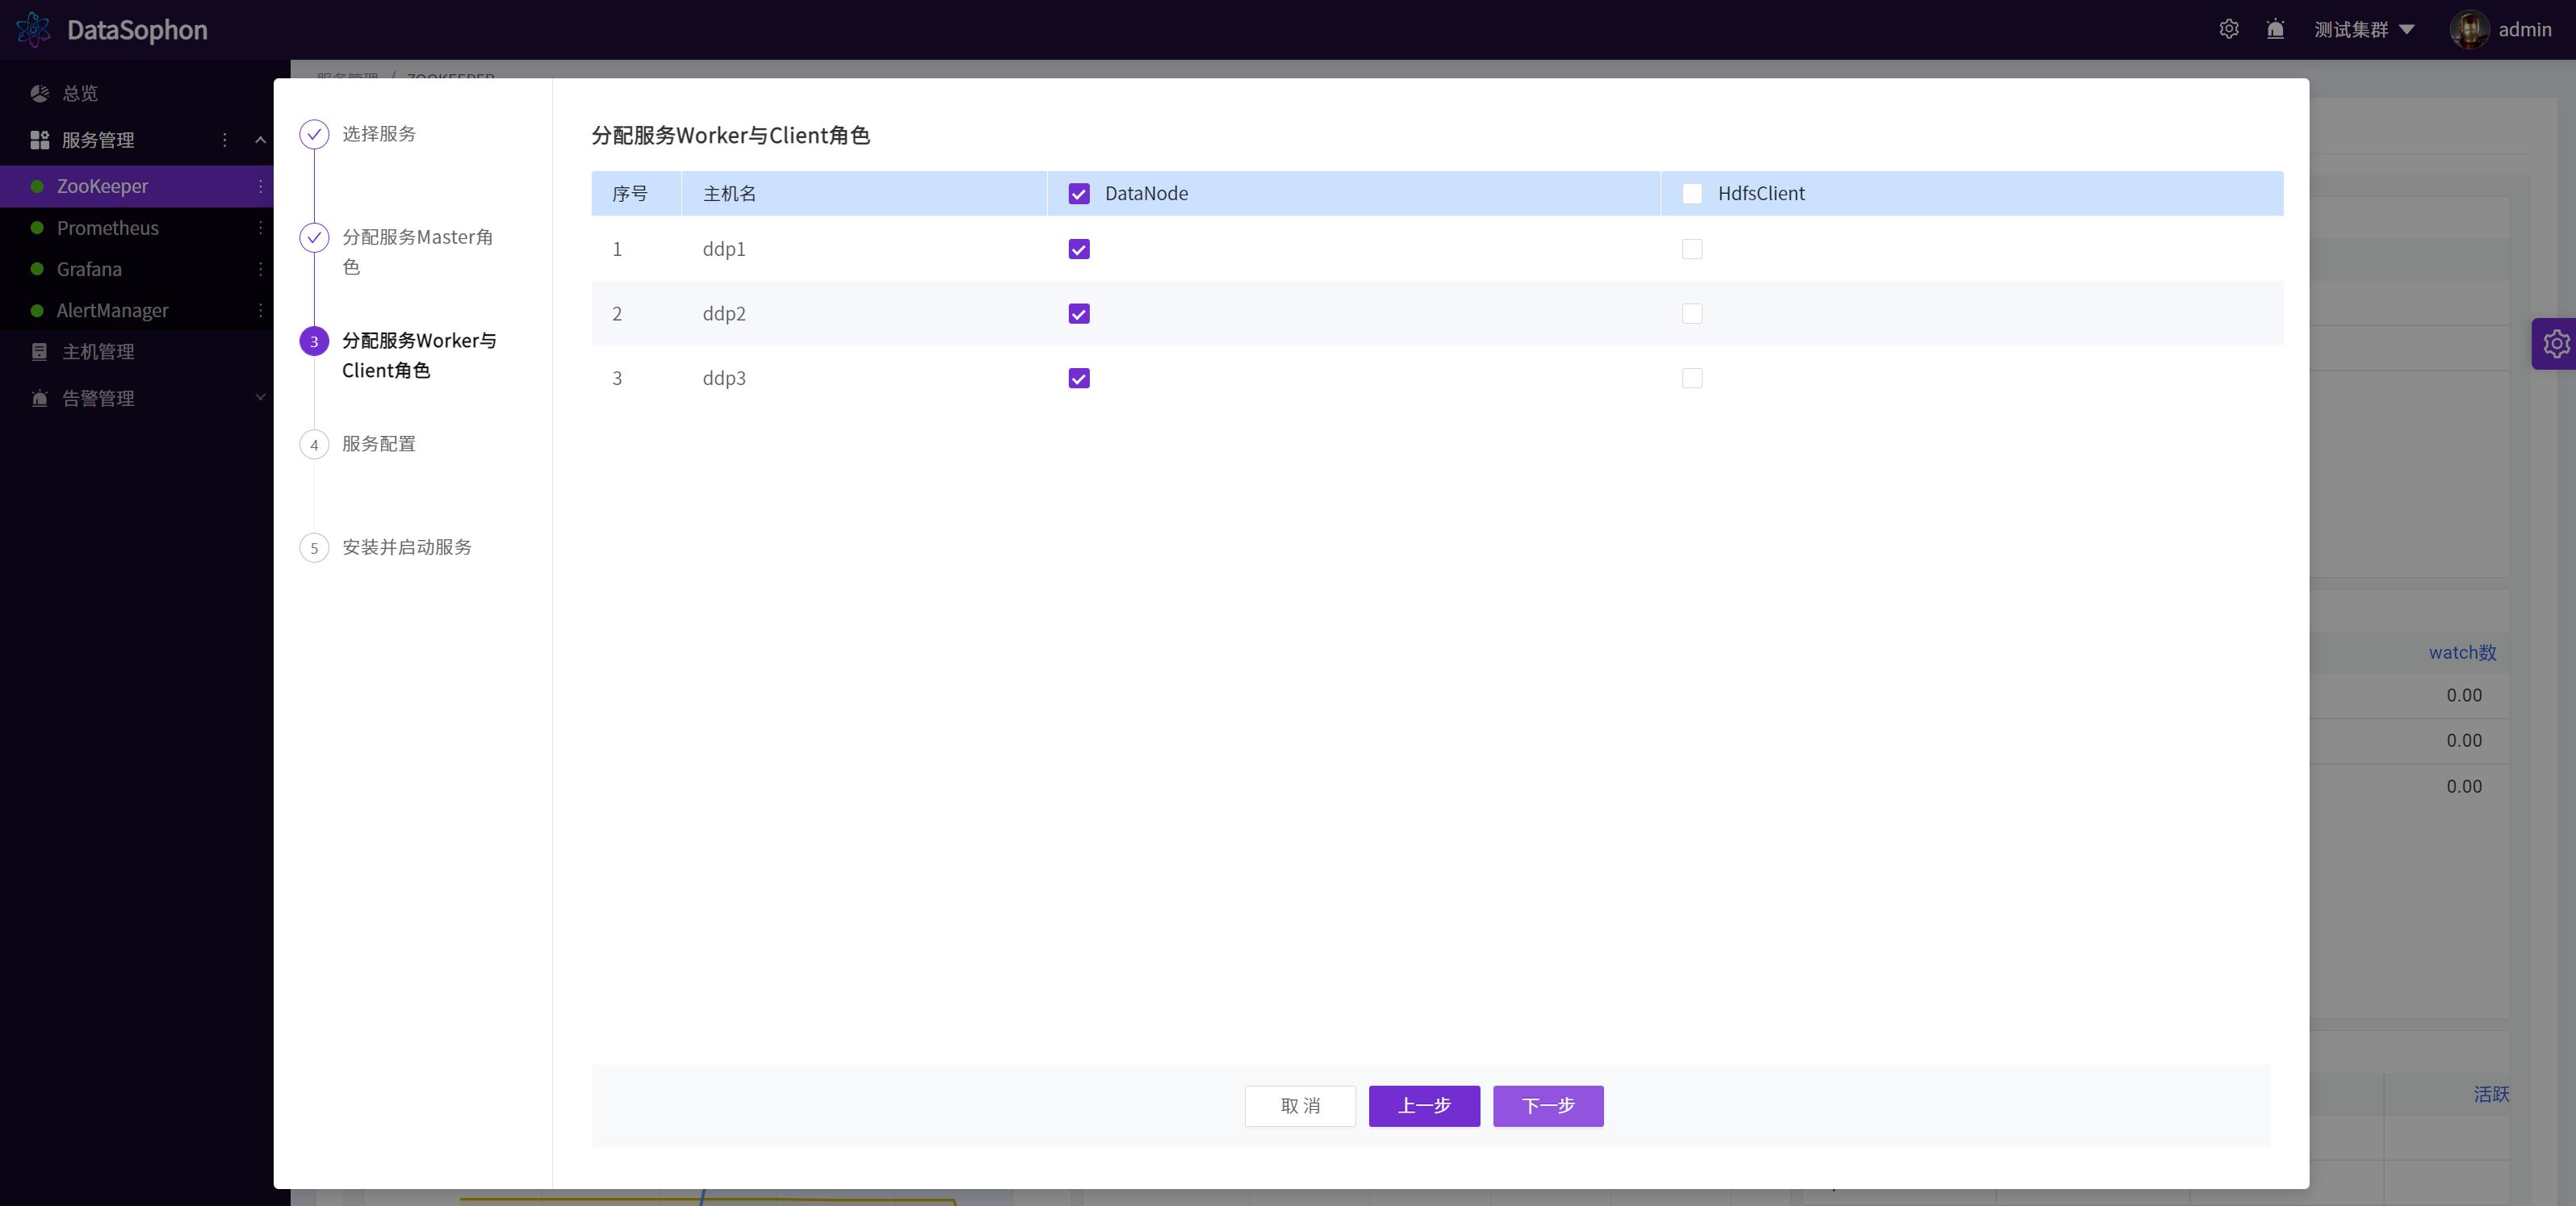 DataSophon
测试集群
admin
总览
服务管理
ZooKeeper
Prometheus
Grafana
AlertManager
主机管理
告警管理
服务管理 / ZOOKEEPER
选择服务
分配服务Master角
色
3
分配服务Worker与
Client角色
4
服务配置
5
安装并启动服务
分配服务Worker与Client角色
序号 主机名 DataNode HdfsClient
1 ddp1
2 ddp2
3 ddp3
取 消
上一步
下一步
watch数
0.00
0.00
0.00
活跃